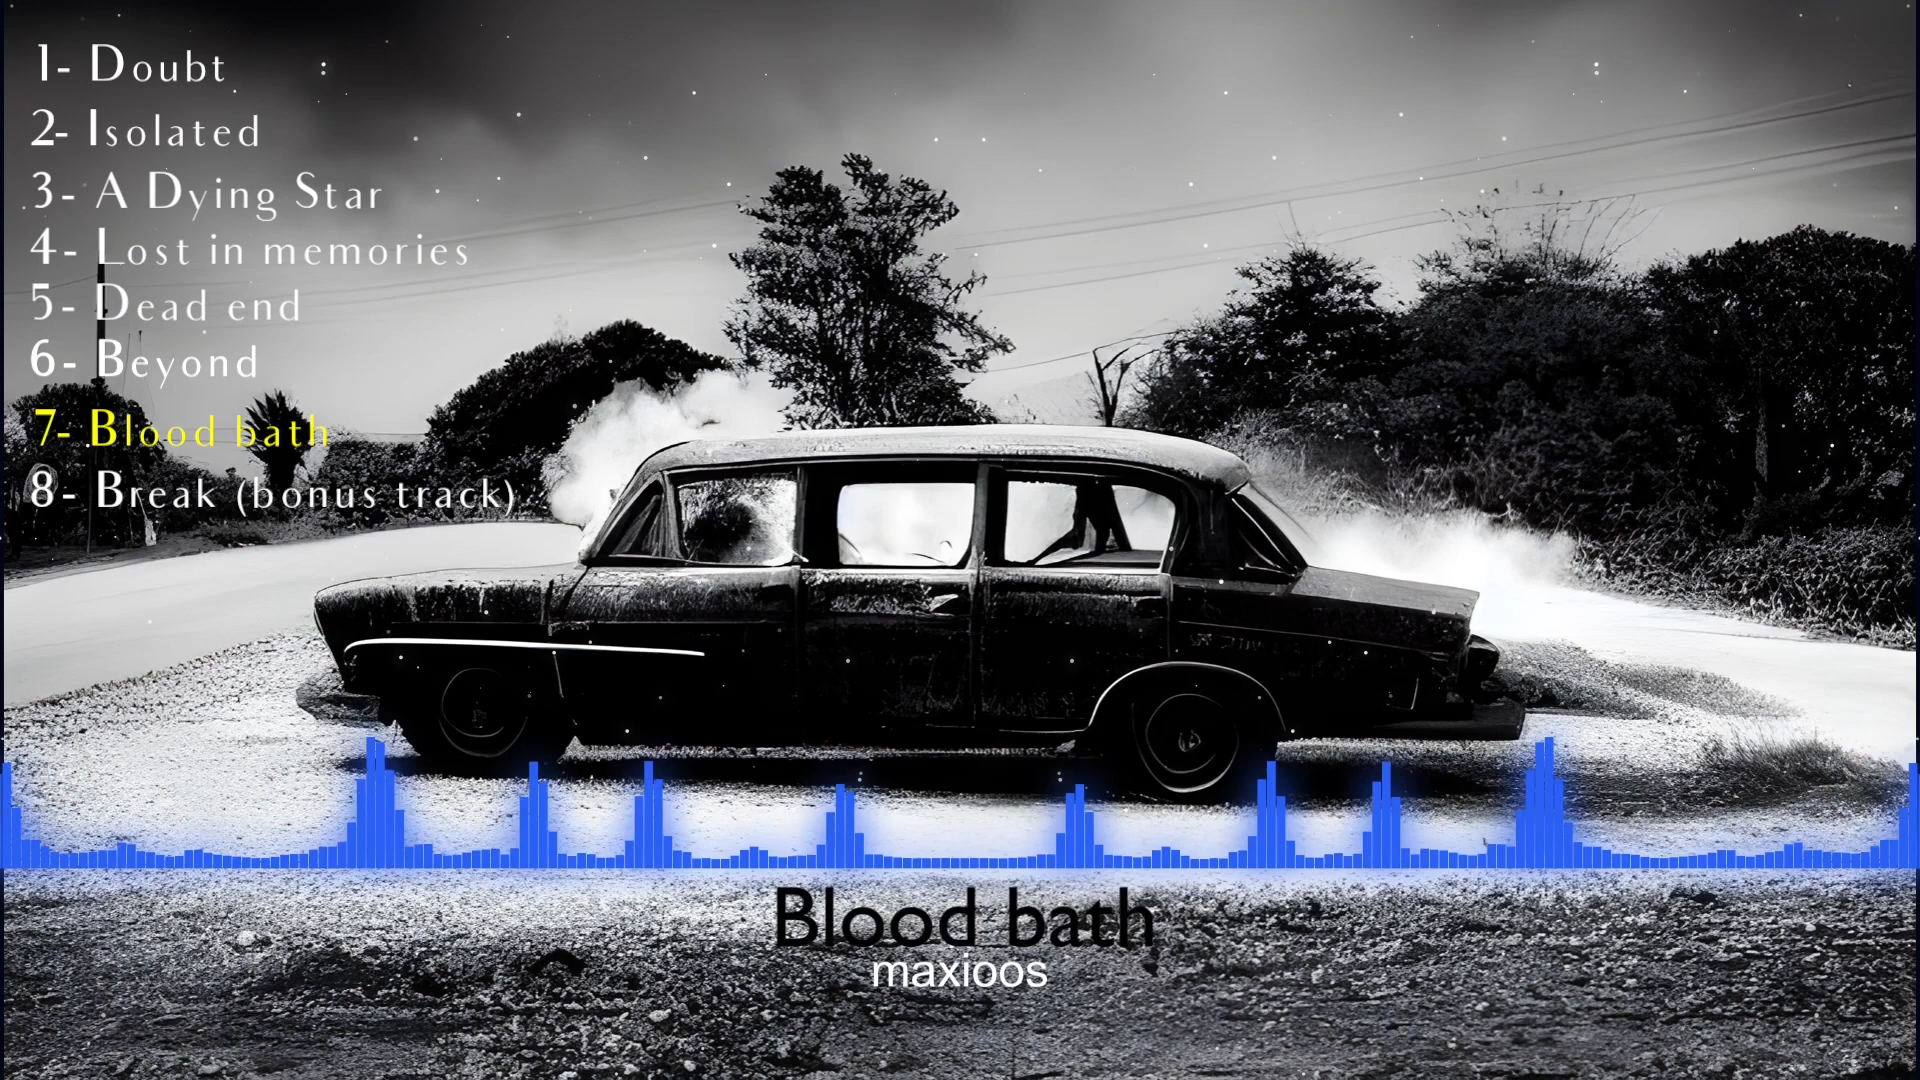 1- Doubt
2- Isolated
3- A Dying Star
4- Lost in memories
5- Dead end
6- Beyond
7- Blood bath
8- Break (bonus track)
Blood bath
maxioos